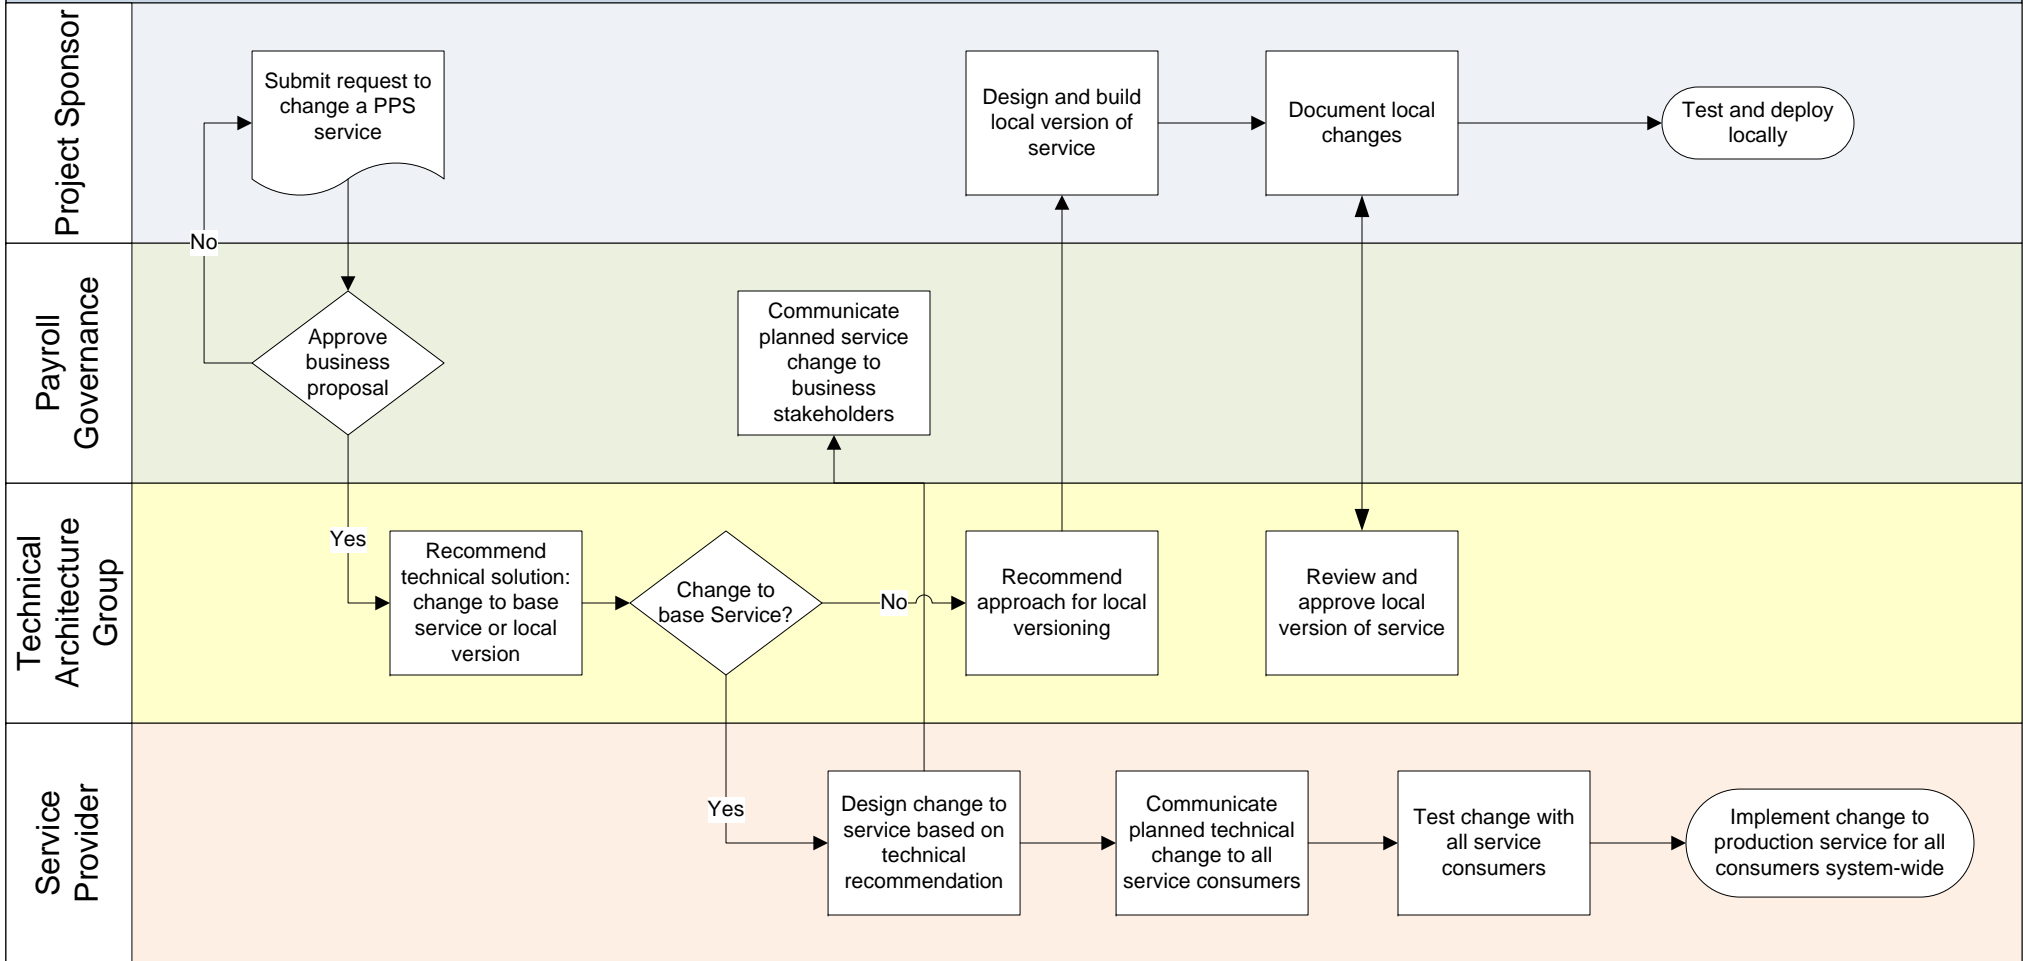 Project Sponsor
Submit request to
change a PPS
service
Design and build
local version of
service
Document local
changes
Test and deploy
locally
No
Payroll
Governance
Approve
business
proposal
Communicate
planned service
change to
business
stakeholders
Technical
Architecture
Group
Yes
Recommend
technical solution:
change to base
service or local
version
Change to
base Service?
No
Recommend
approach for local
versioning
Review and
approve local
version of service
Service
Provider
Yes
Design change to
service based on
technical
recommendation
Communicate
planned technical
change to all
service consumers
Test change with
all service
consumers
Implement change to
production service for all
consumers system-wide